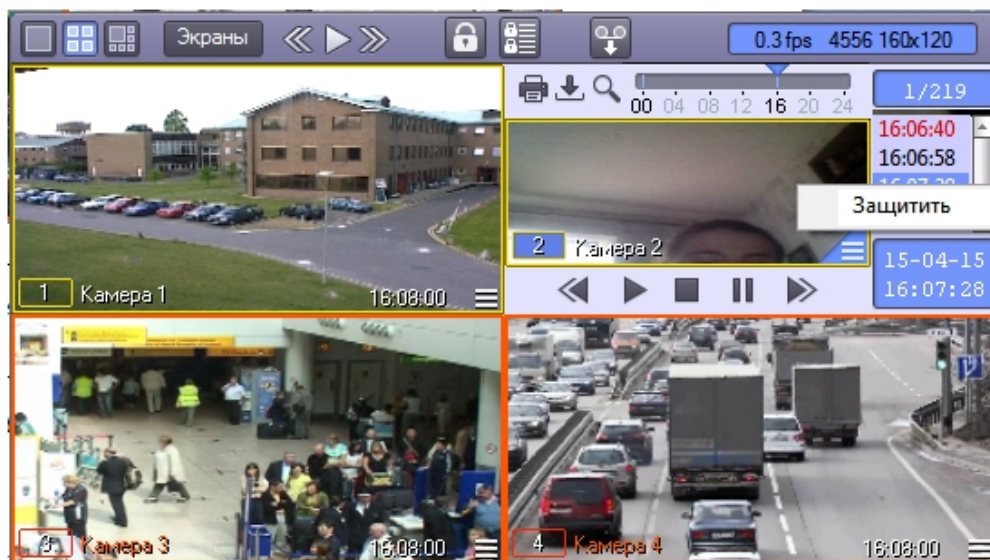 Экраны
0.3 fps 4556 160x120
00 04 08 12 16 20 24
1/219
16:06:40
16:06:58
Защитить
2 Камера 2
15-04-15
16:07:28
1 Камера 1 16:08:00
3 Камера 3 16:08:00
4 Камера 4 16:08:00